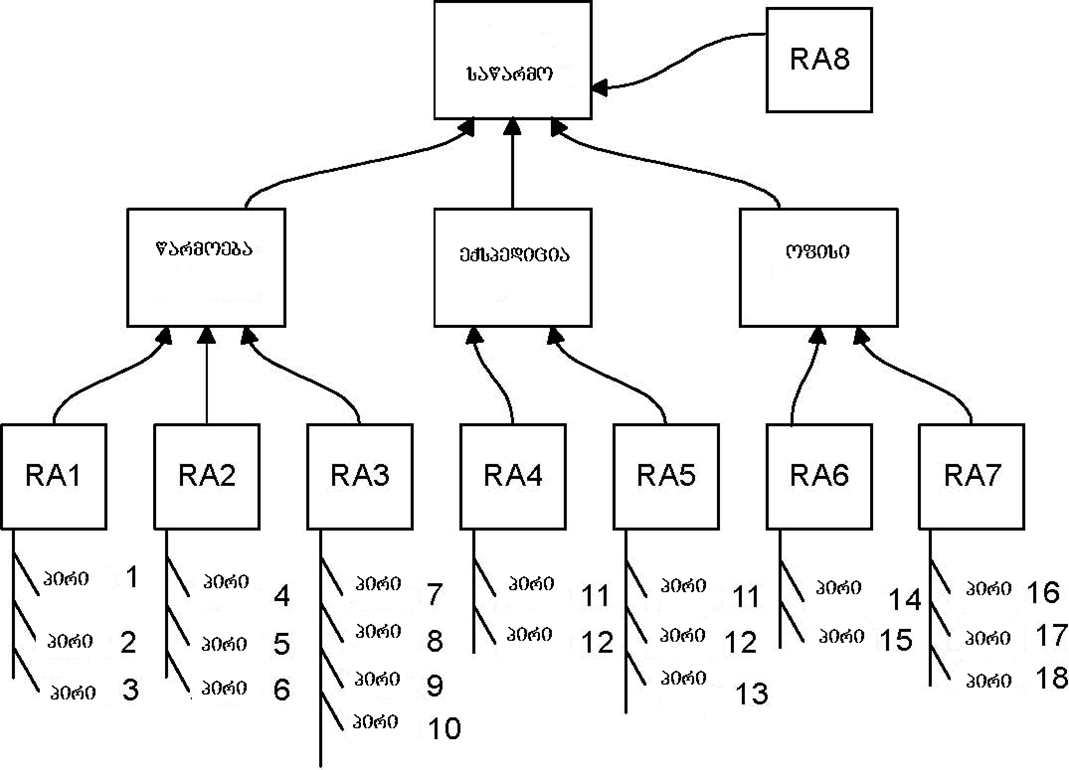 საწარმო
RA8
წარმოება
ექსპედიცია
ოფისი
RA1
RA2
RA3
RA4
RA5
RA6
RA7
პირი 1
პირი 2
პირი 3
პირი 4
პირი 5
პირი 6
პირი 7
პირი 8
პირი 9
პირი 10
პირი 11
პირი 12
პირი 11
პირი 12
პირი 13
პირი 14
პირი 15
პირი 16
პირი 17
პირი 18